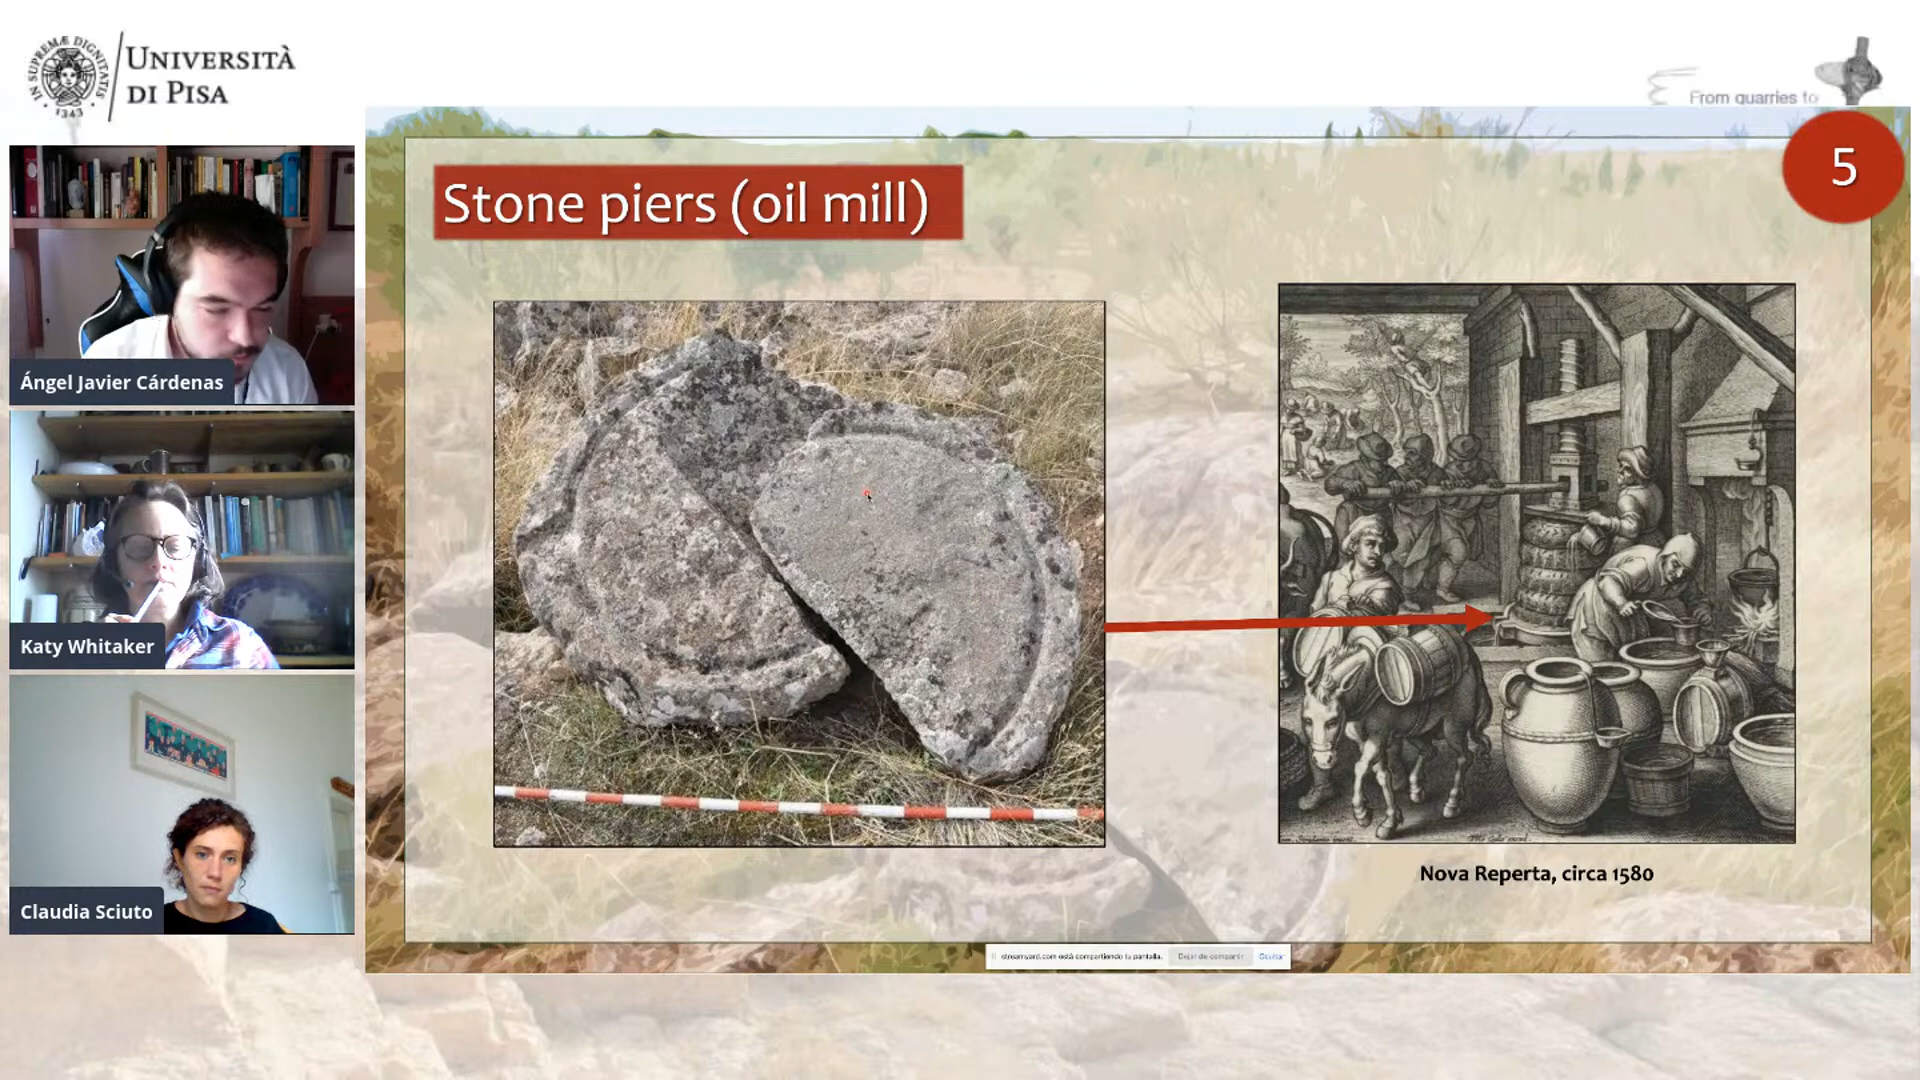 IN SUPREMÆ DIGNITATIS
1343
UNIVERSITÀ
DI PISA
From quarries to
5
Stone piers (oil mill)
Ángel Javier Cárdenas
Katy Whitaker
Claudia Sciuto
Nova Reperta, circa 1580
streamyard.com está compartiendo tu pantalla.
Dejar de compartir
Ocultar